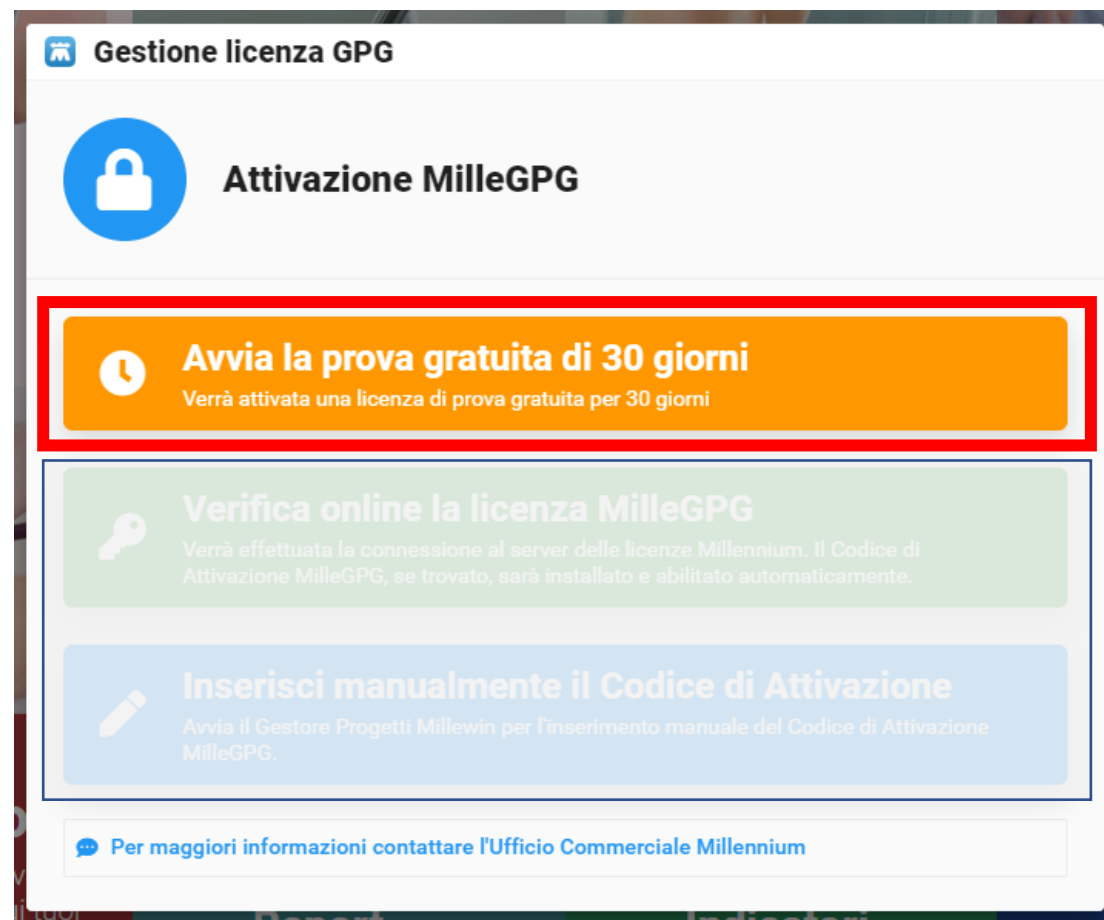 Gestione licenza GPG
Attivazione MilleGPG
Avvia la prova gratuita di 30 giorni
Verrà attivata una licenza di prova gratuita per 30 giorni
Verifica online la licenza MilleGPG
Verrà effettuata la connessione al server delle licenze Millennium. Il Codice di
Attivazione MilleGPG, se trovato, sarà installato e abilitato automaticamente.
Inserisci manualmente il Codice di Attivazione
Avvia il Gestore Progetti Millewin per l'inserimento manuale del Codice di Attivazione
MilleGPG.
Per maggiori informazioni contattare l'Ufficio Commerciale Millennium
tuoi
Report
Indicatori